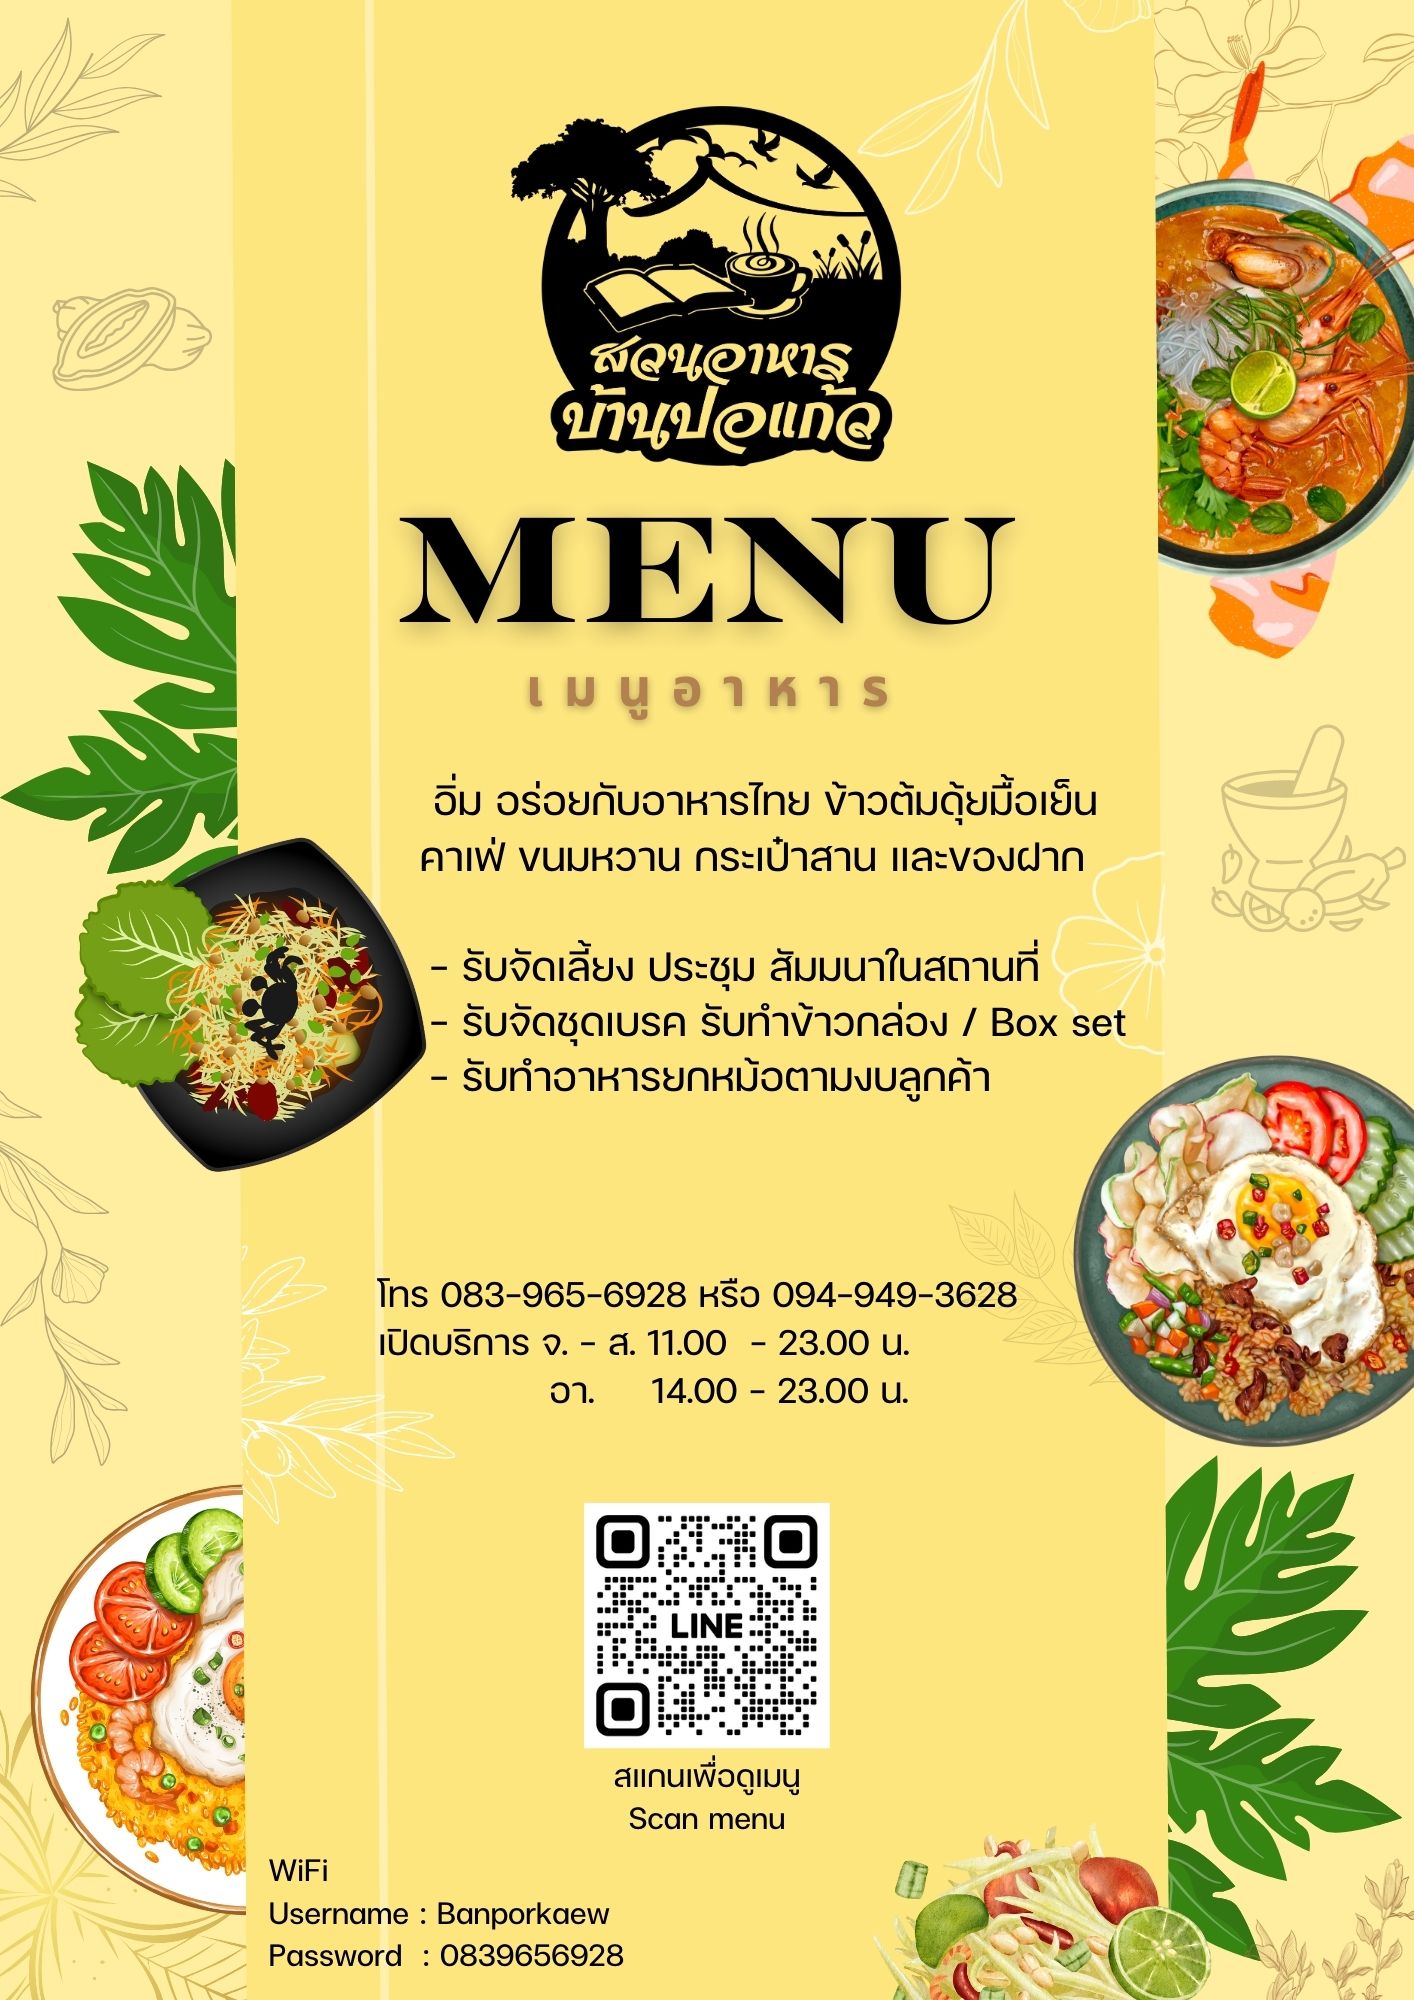 สวนอาหาร
บ้านปอแก้ว
MENU
เมนูอาหาร
อิ่ม อร่อยกับอาหารไทย ข้าวต้มดุ้ยมื้อเย็น
คาเฟ่ ขนมหวาน กระเป๋าสาน และของฝาก
- รับจัดเลี้ยง ประชุม สัมมนาในสถานที่
- รับจัดชุดเบรค รับทำข้าวกล่อง / Box set
- รับทำอาหารยกหม้อตามงบลูกค้า
โทร 083-965-6928 หรือ 094-949-3628
เปิดบริการ จ. - ส. 11.00 - 23.00 น.
อา. 14.00 - 23.00 น.
LINE
สแกนเพื่อดูเมนู
Scan menu
WiFi
Username : Banporkaew
Password : 0839656928